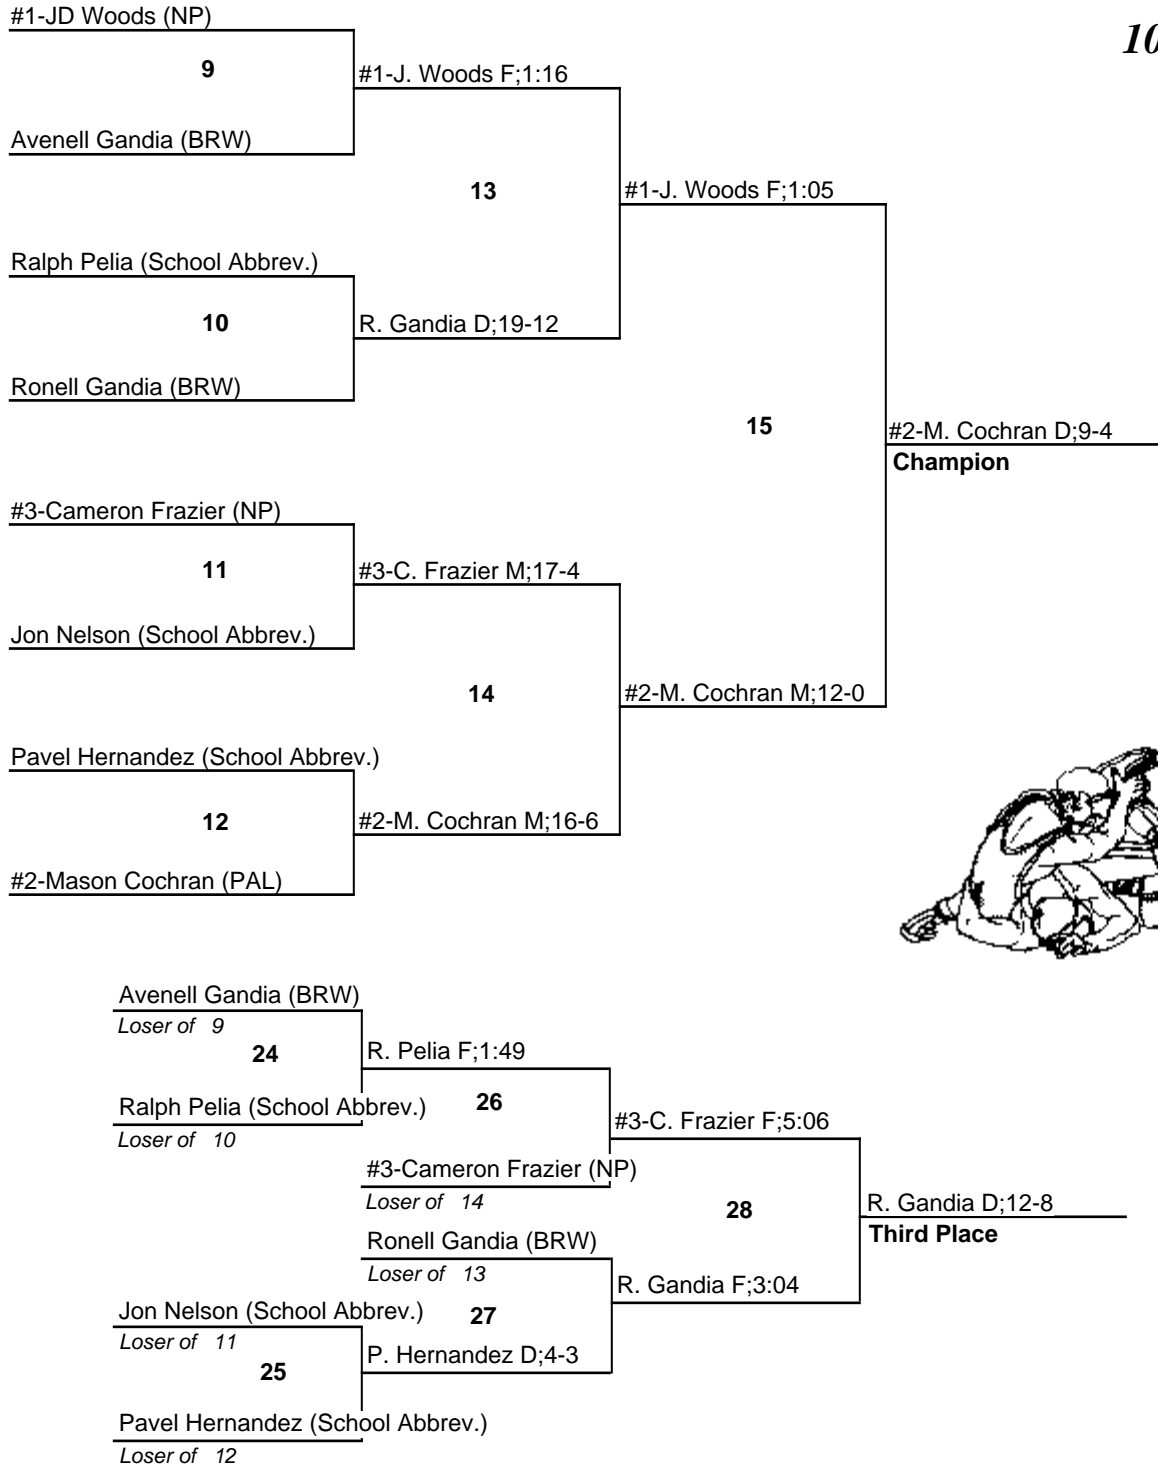 #1-JD Woods (NP)
10
9
#1-J. Woods F;1:16
Avenell Gandia (BRW)
13
#1-J. Woods F;1:05
Ralph Pelia (School Abbrev.)
10
R. Gandia D;19-12
Ronell Gandia (BRW)
15
#2-M. Cochran D;9-4
Champion
#3-Cameron Frazier (NP)
11
#3-C. Frazier M;17-4
Jon Nelson (School Abbrev.)
14
#2-M. Cochran M;12-0
Pavel Hernandez (School Abbrev.)
12
#2-M. Cochran M;16-6
#2-Mason Cochran (PAL)
Avenell Gandia (BRW)
Loser of 9
24
R. Pelia F;1:49
Ralph Pelia (School Abbrev.)
26
Loser of 10
#3-C. Frazier F;5:06
#3-Cameron Frazier (NP)
Loser of 14
28
R. Gandia D;12-8
Third Place
Ronell Gandia (BRW)
Loser of 13
R. Gandia F;3:04
Jon Nelson (School Abbrev.)
27
Loser of 11
P. Hernandez D;4-3
25
Pavel Hernandez (School Abbrev.)
Loser of 12